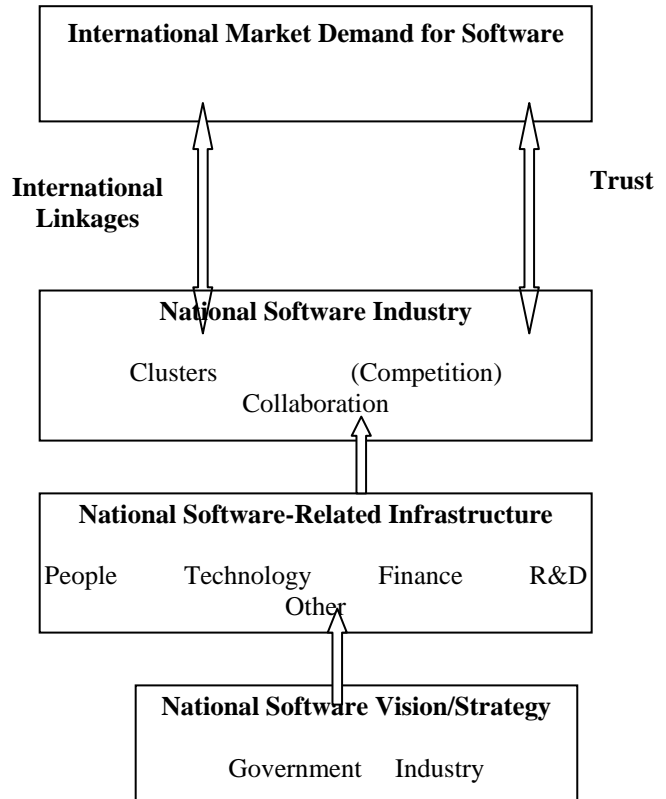 International Market Demand for Software
International
Linkages
Trust
National Software Industry
Clusters (Competition)
Collaboration
National Software-Related Infrastructure
People Technology Finance R&D
Other
National Software Vision/Strategy
Government Industry